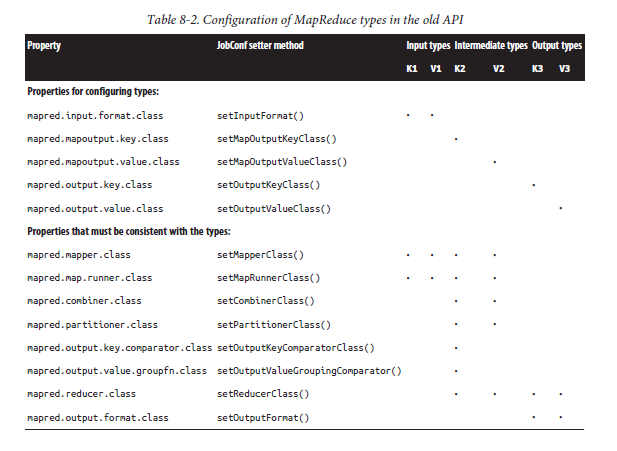 Table 8-2. Configuration of MapReduce types in the old API
Property JobConf setter method Input types Intermediate types Output types
K1 V1 K2 V2 K3 V3
Properties for configuring types:
mapred.input.format.class setInputFormat() • •
mapred.mapoutput.key.class setMapOutputKeyClass() •
mapred.mapoutput.value.class setMapOutputValueClass() •
mapred.output.key.class setOutputKeyClass() •
mapred.output.value.class setOutputValueClass() •
Properties that must be consistent with the types:
mapred.mapper.class setMapperClass() • • • •
mapred.map.runner.class setMapRunnerClass() • • • •
mapred.combiner.class setCombinerClass() • •
mapred.partitioner.class setPartitionerClass() • •
mapred.output.key.comparator.class setOutputKeyComparatorClass() •
mapred.output.value.groupfn.class setOutputValueGroupingComparator() •
mapred.reducer.class setReducerClass() • • • •
mapred.output.format.class setOutputFormat() • •